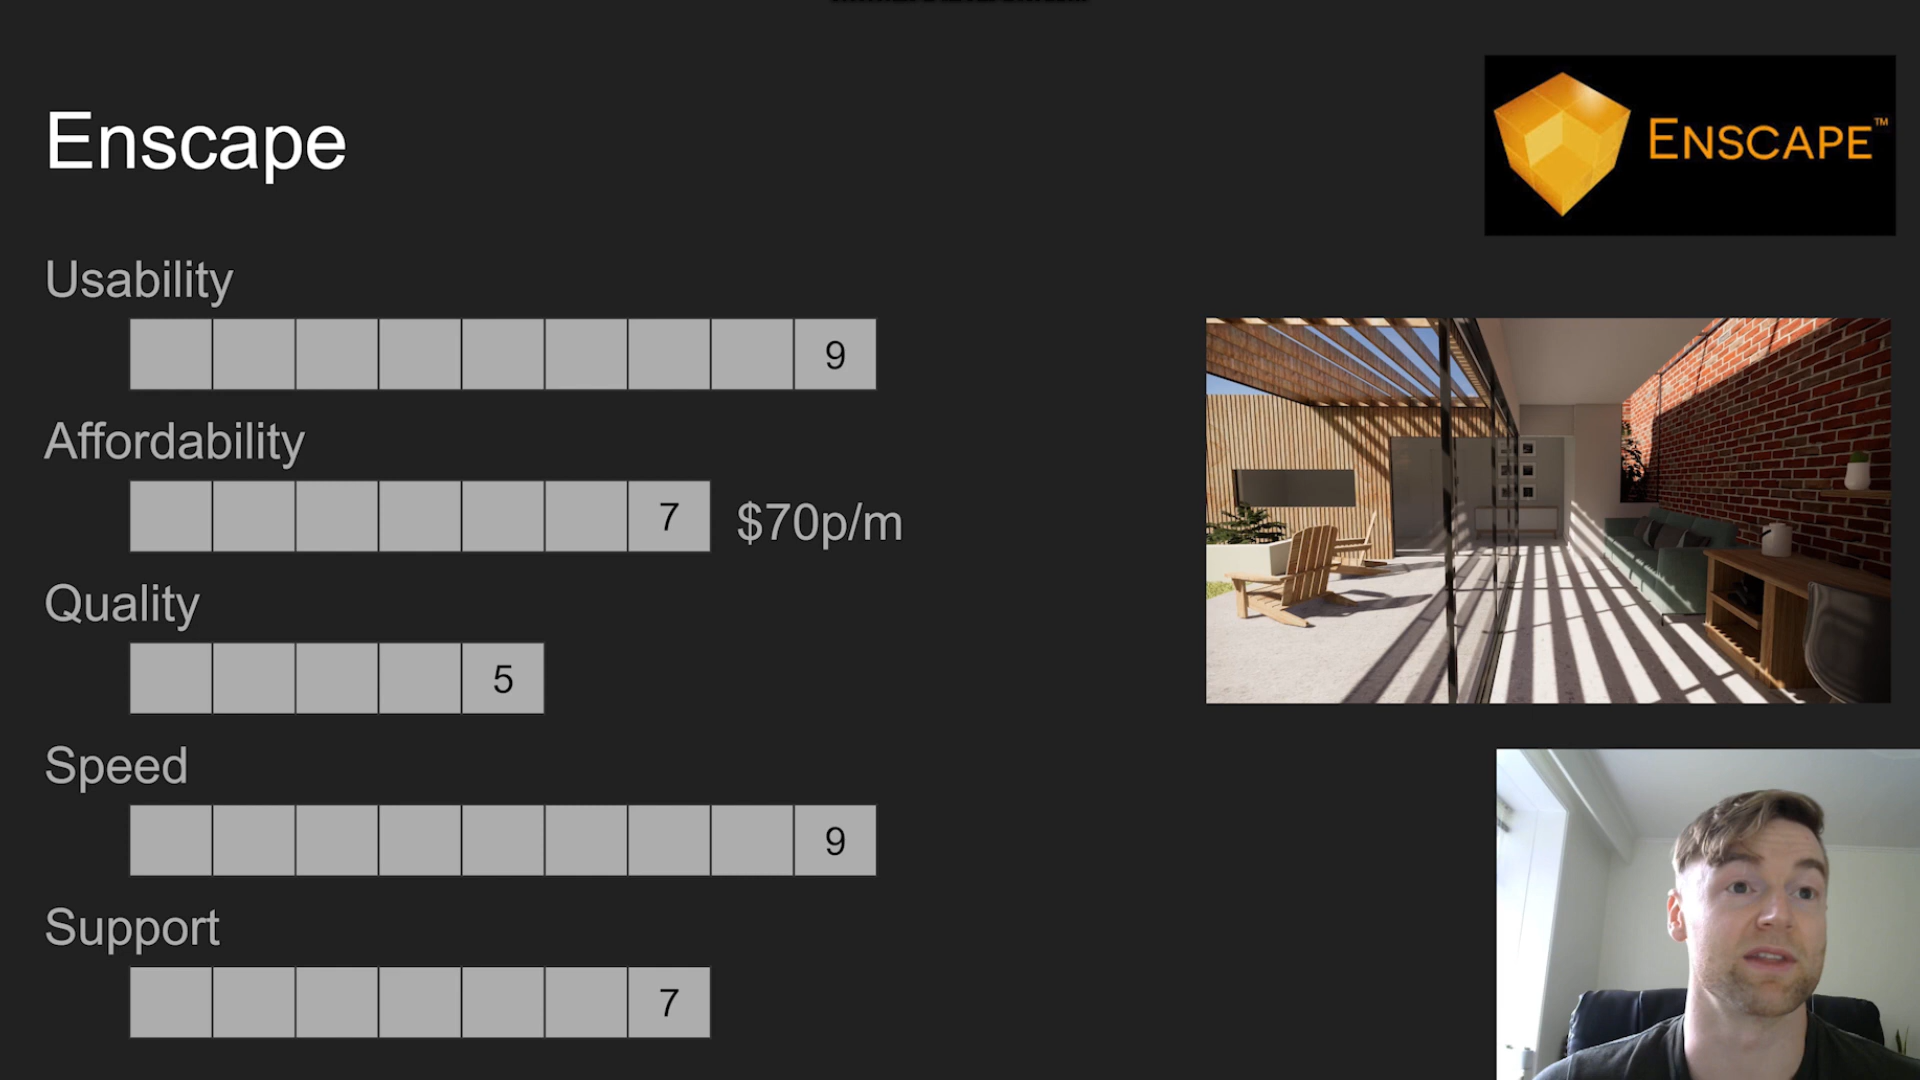 Enscape
ENSCAPE™
Usability
9
Affordability
7 $70p/m
Quality
5
Speed
9
Support
7